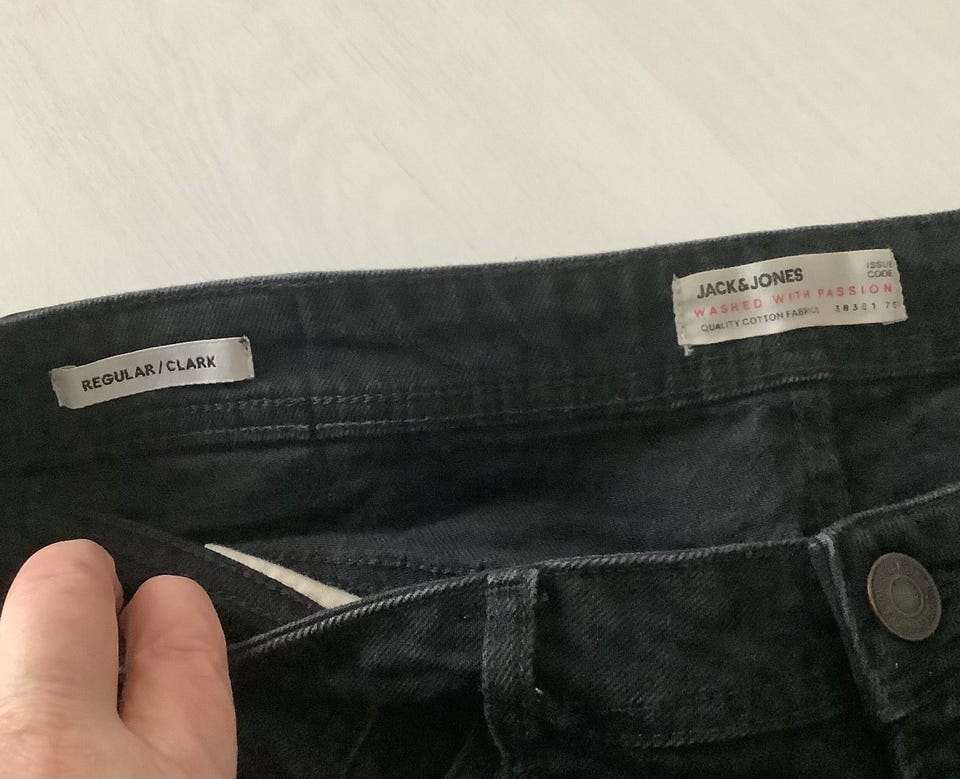 REGULAR/CLARK
JACK&JONES
WASHED WITH PASSION
QUALITY COTTON FABRIC
ISSUE
CODE